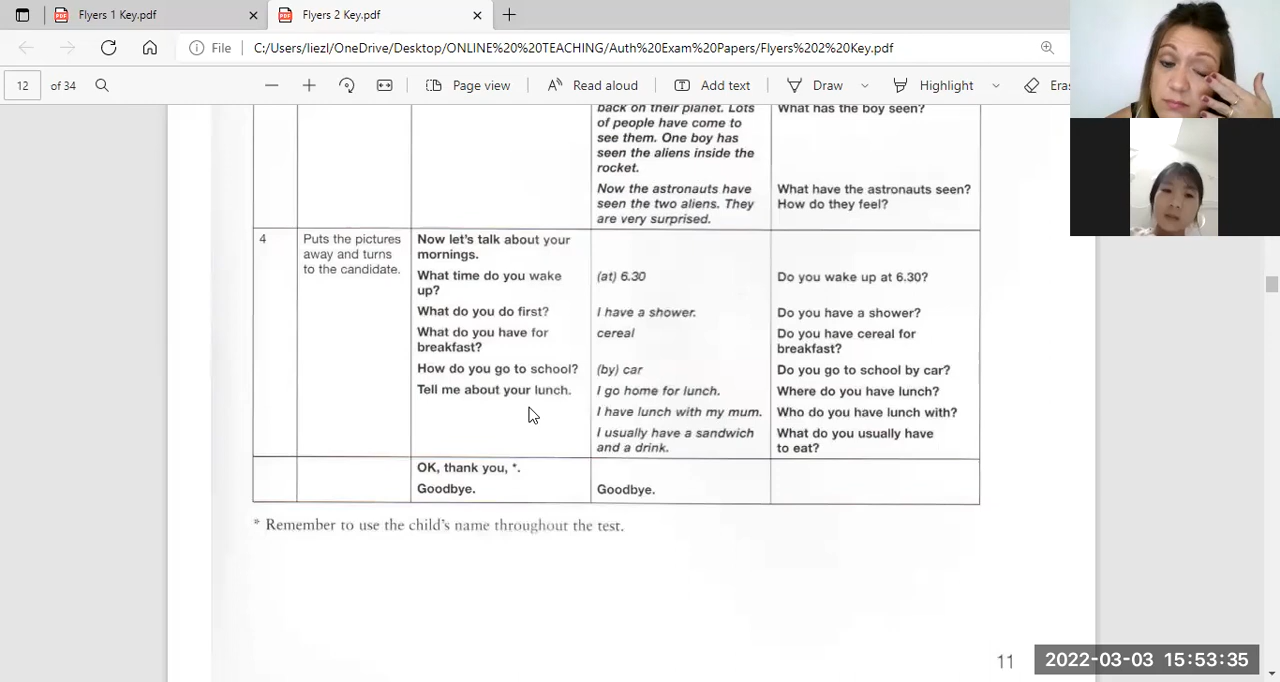 Flyers 1 Key.pdf
Flyers 2 Key.pdf
File
C:/Users/liezl/OneDrive/Desktop/ONLINE%20%20TEACHING/Auth%20Exam%20Papers/Flyers%202%20Key.pdf
12 of 34
Page view
Read aloud
Add text
Draw
Highlight
Eras
back on their planet. Lots
of people have come to
see them. One boy has
seen the aliens inside the
rocket.
What has the boy seen?
Now the astronauts have
seen the two aliens. They
are very surprised.
What have the astronauts seen?
How do they feel?
4
Puts the pictures
away and turns
to the candidate.
Now let's talk about your
mornings.
What time do you wake
up?
(at) 6.30
Do you wake up at 6.30?
What do you do first?
I have a shower.
Do you have a shower?
What do you have for
breakfast?
cereal
Do you have cereal for
breakfast?
How do you go to school?
(by) car
Do you go to school by car?
Tell me about your lunch.
I go home for lunch.
Where do you have lunch?
I have lunch with my mum.
Who do you have lunch with?
I usually have a sandwich
and a drink.
What do you usually have
to eat?
OK, thank you, *.
Goodbye.
Goodbye.
* Remember to use the child's name throughout the test.
11
2022-03-03 15:53:35